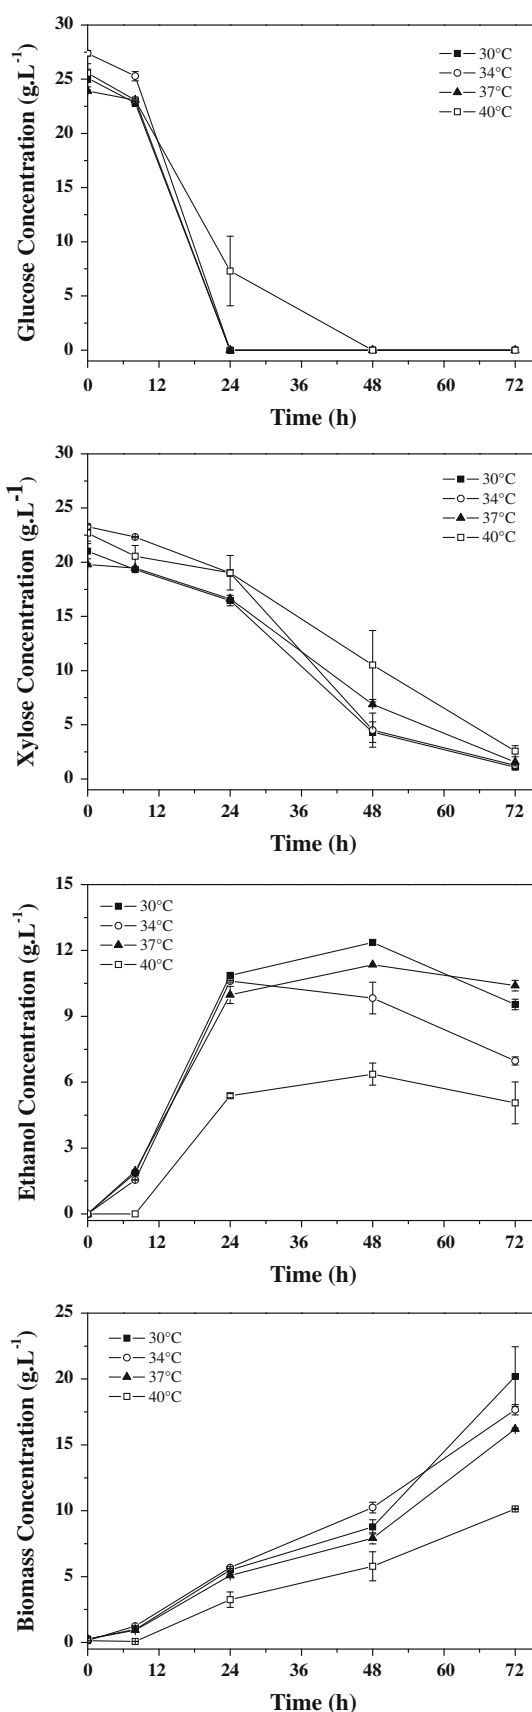 30
25
20
15
10
5
0
Glucose Concentration (g.L-1)
30°C
34°C
37°C
40°C
0 12 24 36 48 60 72
Time (h)
30
25
20
15
10
5
0
Xylose Concentration (g.L-1)
30°C
34°C
37°C
40°C
0 12 24 36 48 60 72
Time (h)
15
12
9
6
3
0
Ethanol Concentration (g.L-1)
30°C
34°C
37°C
40°C
0 12 24 36 48 60 72
Time (h)
25
20
15
10
5
0
Biomass Concentration (g.L-1)
30°C
34°C
37°C
40°C
0 12 24 36 48 60 72
Time (h)